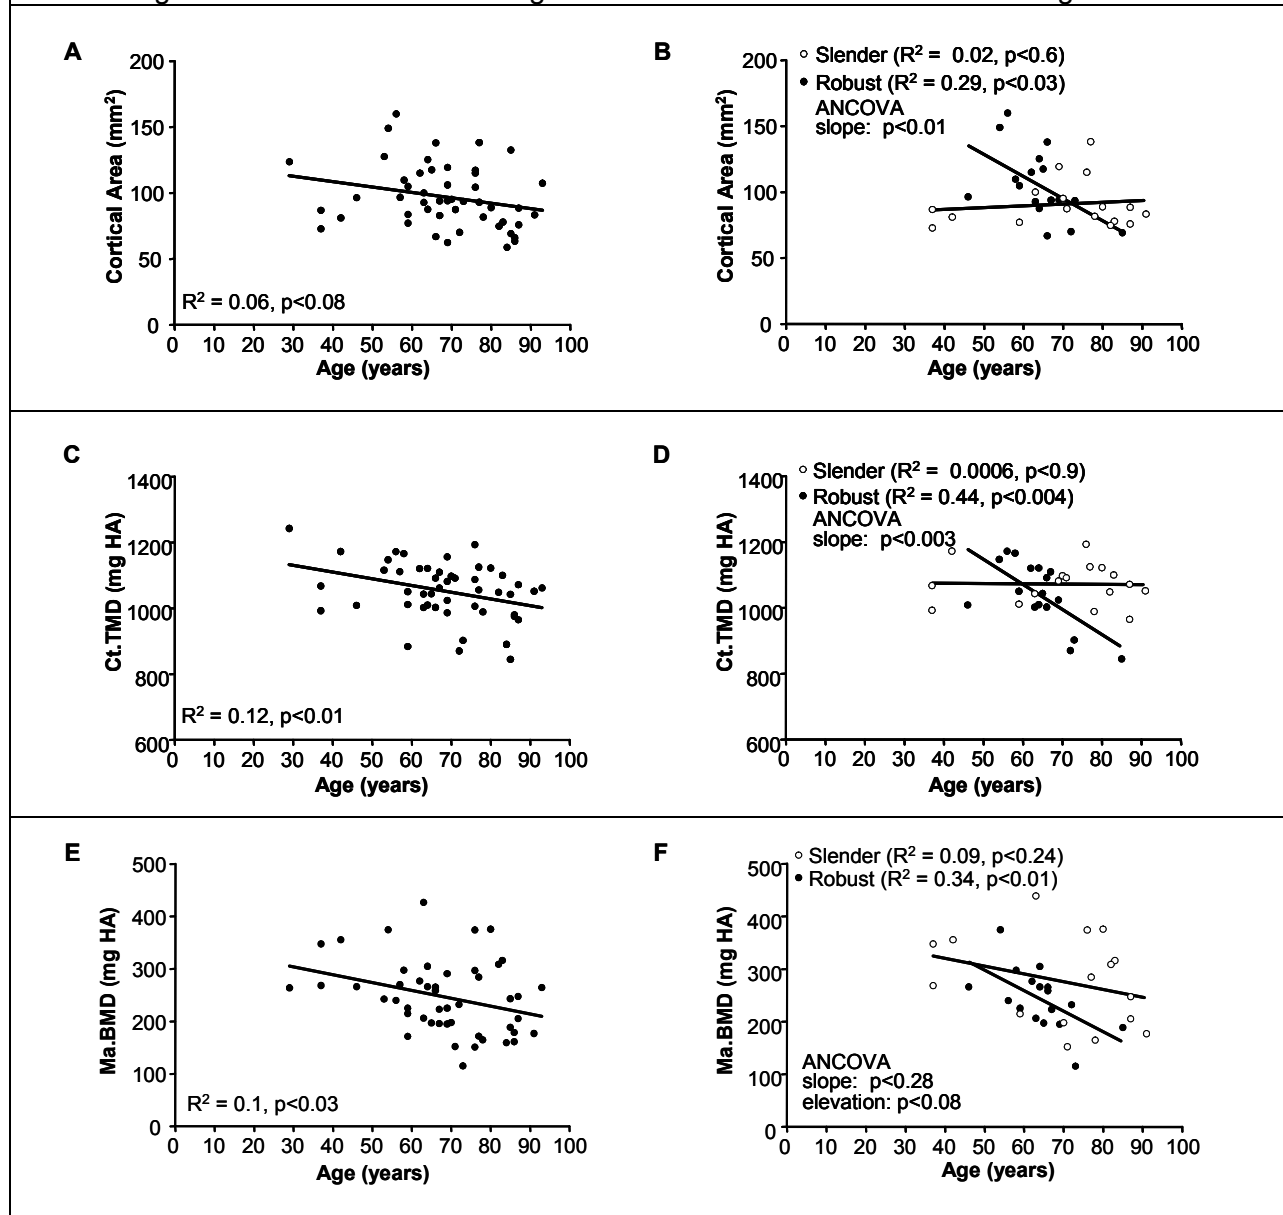 A
200
150
100
50
0
Cortical Area (mm²)
R² = 0.06, p<0.08
0 10 20 30 40 50 60 70 80 90 100
Age (years)
B
Slender (R² = 0.02, p<0.6)
Robust (R² = 0.29, p<0.03)
ANCOVA
slope: p<0.01
200
150
100
50
0
Cortical Area (mm²)
0 10 20 30 40 50 60 70 80 90 100
Age (years)
C
1400
1200
1000
800
600
Ct.TMD (mg HA)
R² = 0.12, p<0.01
0 10 20 30 40 50 60 70 80 90 100
Age (years)
D
Slender (R² = 0.0006, p<0.9)
Robust (R² = 0.44, p<0.004)
ANCOVA
slope: p<0.003
1400
1200
1000
800
600
Ct.TMD (mg HA)
0 10 20 30 40 50 60 70 80 90 100
Age (years)
E
500
400
300
200
100
0
Ma.BMD (mg HA)
R² = 0.1, p<0.03
0 10 20 30 40 50 60 70 80 90 100
Age (years)
F
Slender (R² = 0.09, p<0.24)
Robust (R² = 0.34, p<0.01)
500
400
300
200
100
0
Ma.BMD (mg HA)
ANCOVA
slope: p<0.28
elevation: p<0.08
0 10 20 30 40 50 60 70 80 90 100
Age (years)